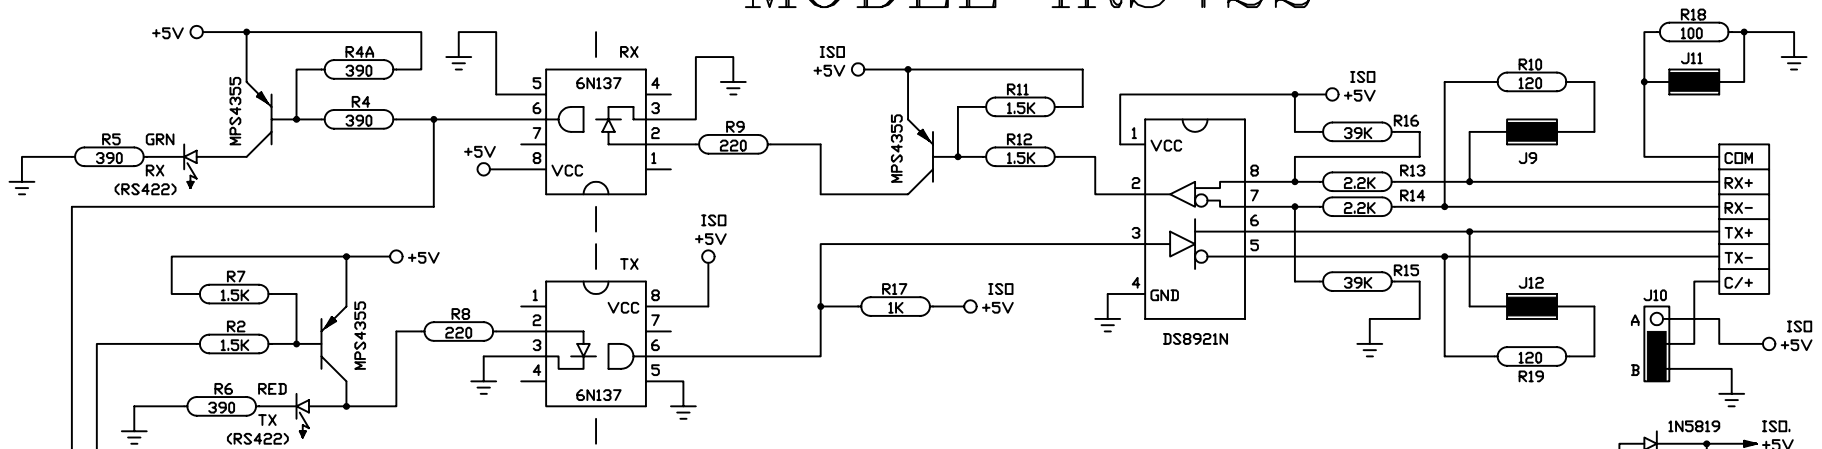 +5V
R4A
390
MPS4355
R4
390
R5
390
GRN
RX
(RS422)
RX
6N137
5
6
7
8
VCC
+5V
4
3
2
1
R9
220
ISO
+5V
MPS4355
R11
1.5K
R12
1.5K
ISO
+5V
R16
39K
1
VCC
2
3
4
GND
DS8921N
8
7
6
5
R13
2.2K
R14
2.2K
R15
39K
R10
120
J9
R18
100
J11
COM
RX+
RX-
TX+
TX-
C/+
J12
120
R19
J10
A
B
ISO
+5V
+5V
R7
1.5K
R2
1.5K
MPS4355
R6
390
RED
TX
(RS422)
R8
220
TX
1
2
3
4
VCC
8
7
6
5
6N137
ISO
+5V
R17
1K
ISO
+5V
1N5819
ISO.
+5V